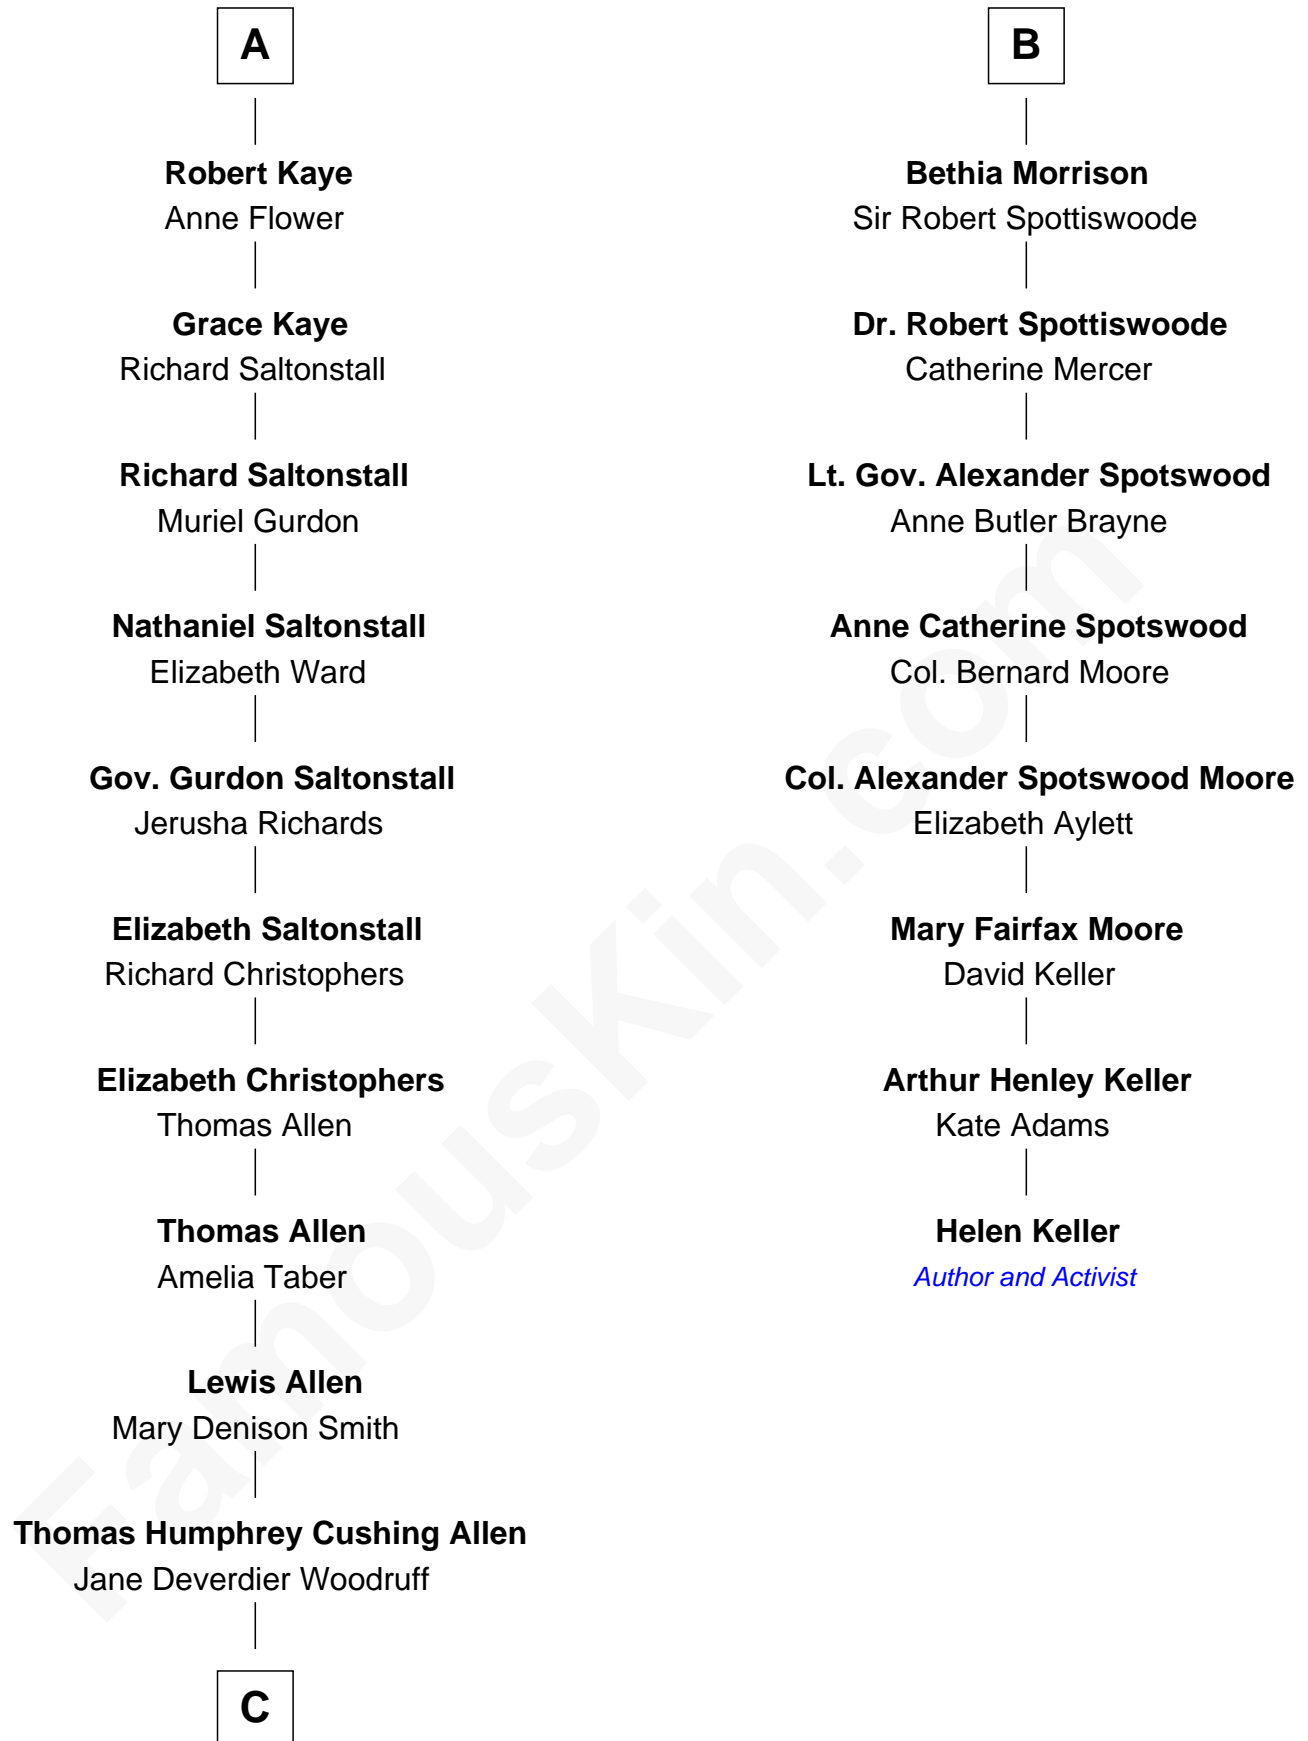 A
Robert Kaye
Anne Flower
Grace Kaye
Richard Saltonstall
Richard Saltonstall
Muriel Gurdon
Nathaniel Saltonstall
Elizabeth Ward
Gov. Gurdon Saltonstall
Jerusha Richards
Elizabeth Saltonstall
Richard Christophers
Elizabeth Christophers
Thomas Allen
Thomas Allen
Amelia Taber
Lewis Allen
Mary Denison Smith
Thomas Humphrey Cushing Allen
Jane Deverdier Woodruff
C
B
Bethia Morrison
Sir Robert Spottiswoode
Dr. Robert Spottiswoode
Catherine Mercer
Lt. Gov. Alexander Spotswood
Anne Butler Brayne
Anne Catherine Spotswood
Col. Bernard Moore
Col. Alexander Spotswood Moore
Elizabeth Aylett
Mary Fairfax Moore
David Keller
Arthur Henley Keller
Kate Adams
Helen Keller
Author and Activist
FamousKin.com